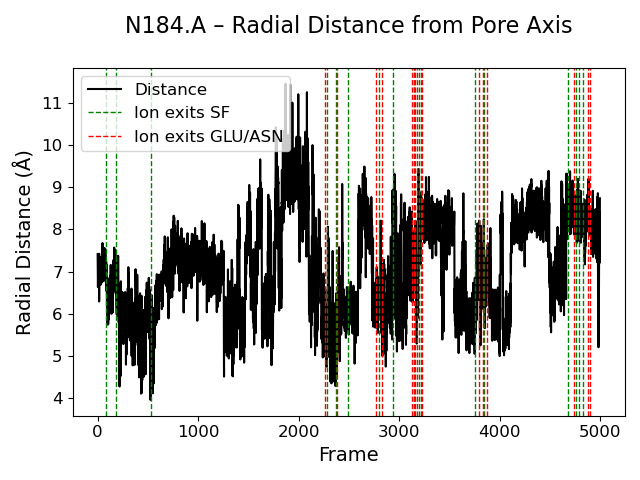 N184.A – Radial Distance from Pore Axis
Distance
Ion exits SF
Ion exits GLU/ASN
Radial Distance (Å)
11
10
9
8
7
6
5
4
0
1000
2000
3000
4000
5000
Frame